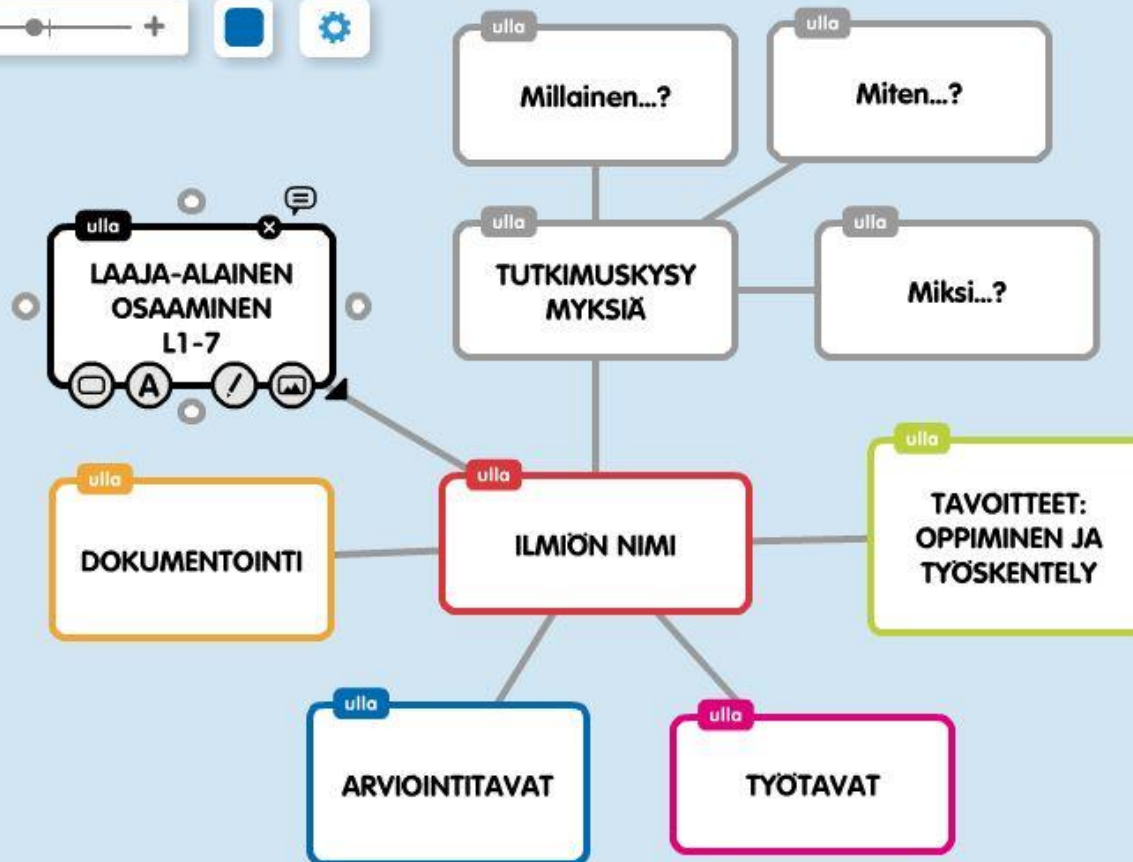 ulla
Millainen...?
ulla
Miten...?
ulla
LAAJA-ALAINEN
OSAAMINEN
L1-7
A
ulla
TUTKIMUSKYSY
MYKSIÄ
ulla
Miksi...?
ulla
DOKUMENTOINTI
ulla
ILMIÖN NIMI
ulla
TAVOITTEET:
OPPIMINEN JA
TYÖSKENTELY
ulla
ARVIOINTITAVAT
ulla
TYÖTAVAT